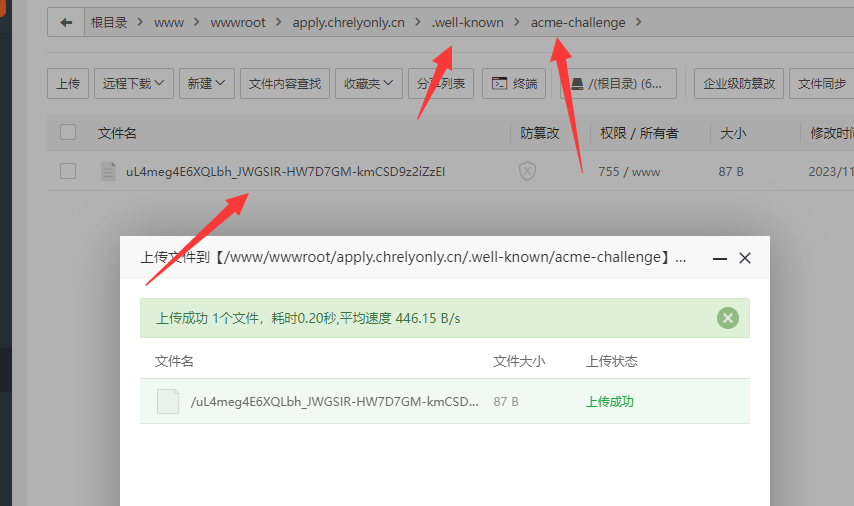 根目录 > www > wwwroot > apply.chrelyonly.cn > .well-known > acme-challenge >
上传 远程下载 新建 文件内容查找 收藏夹 分享列表 终端 /(根目录) (6... 企业级防篡改 文件同步
文件名 防篡改 权限 / 所有者 大小 修改时间
uL4meg4E6XQLbh_JWGSIR-HW7D7GM-kmCSD9z2iZzEI 755 / www 87 B 2023/11
上传文件到【/www/wwwroot/apply.chrelyonly.cn/.well-known/acme-challenge】...
上传成功 1个文件，耗时0.20秒,平均速度 446.15 B/s
文件名 文件大小 上传状态
/uL4meg4E6XQLbh_JWGSIR-HW7D7GM-kmCSD... 87 B 上传成功